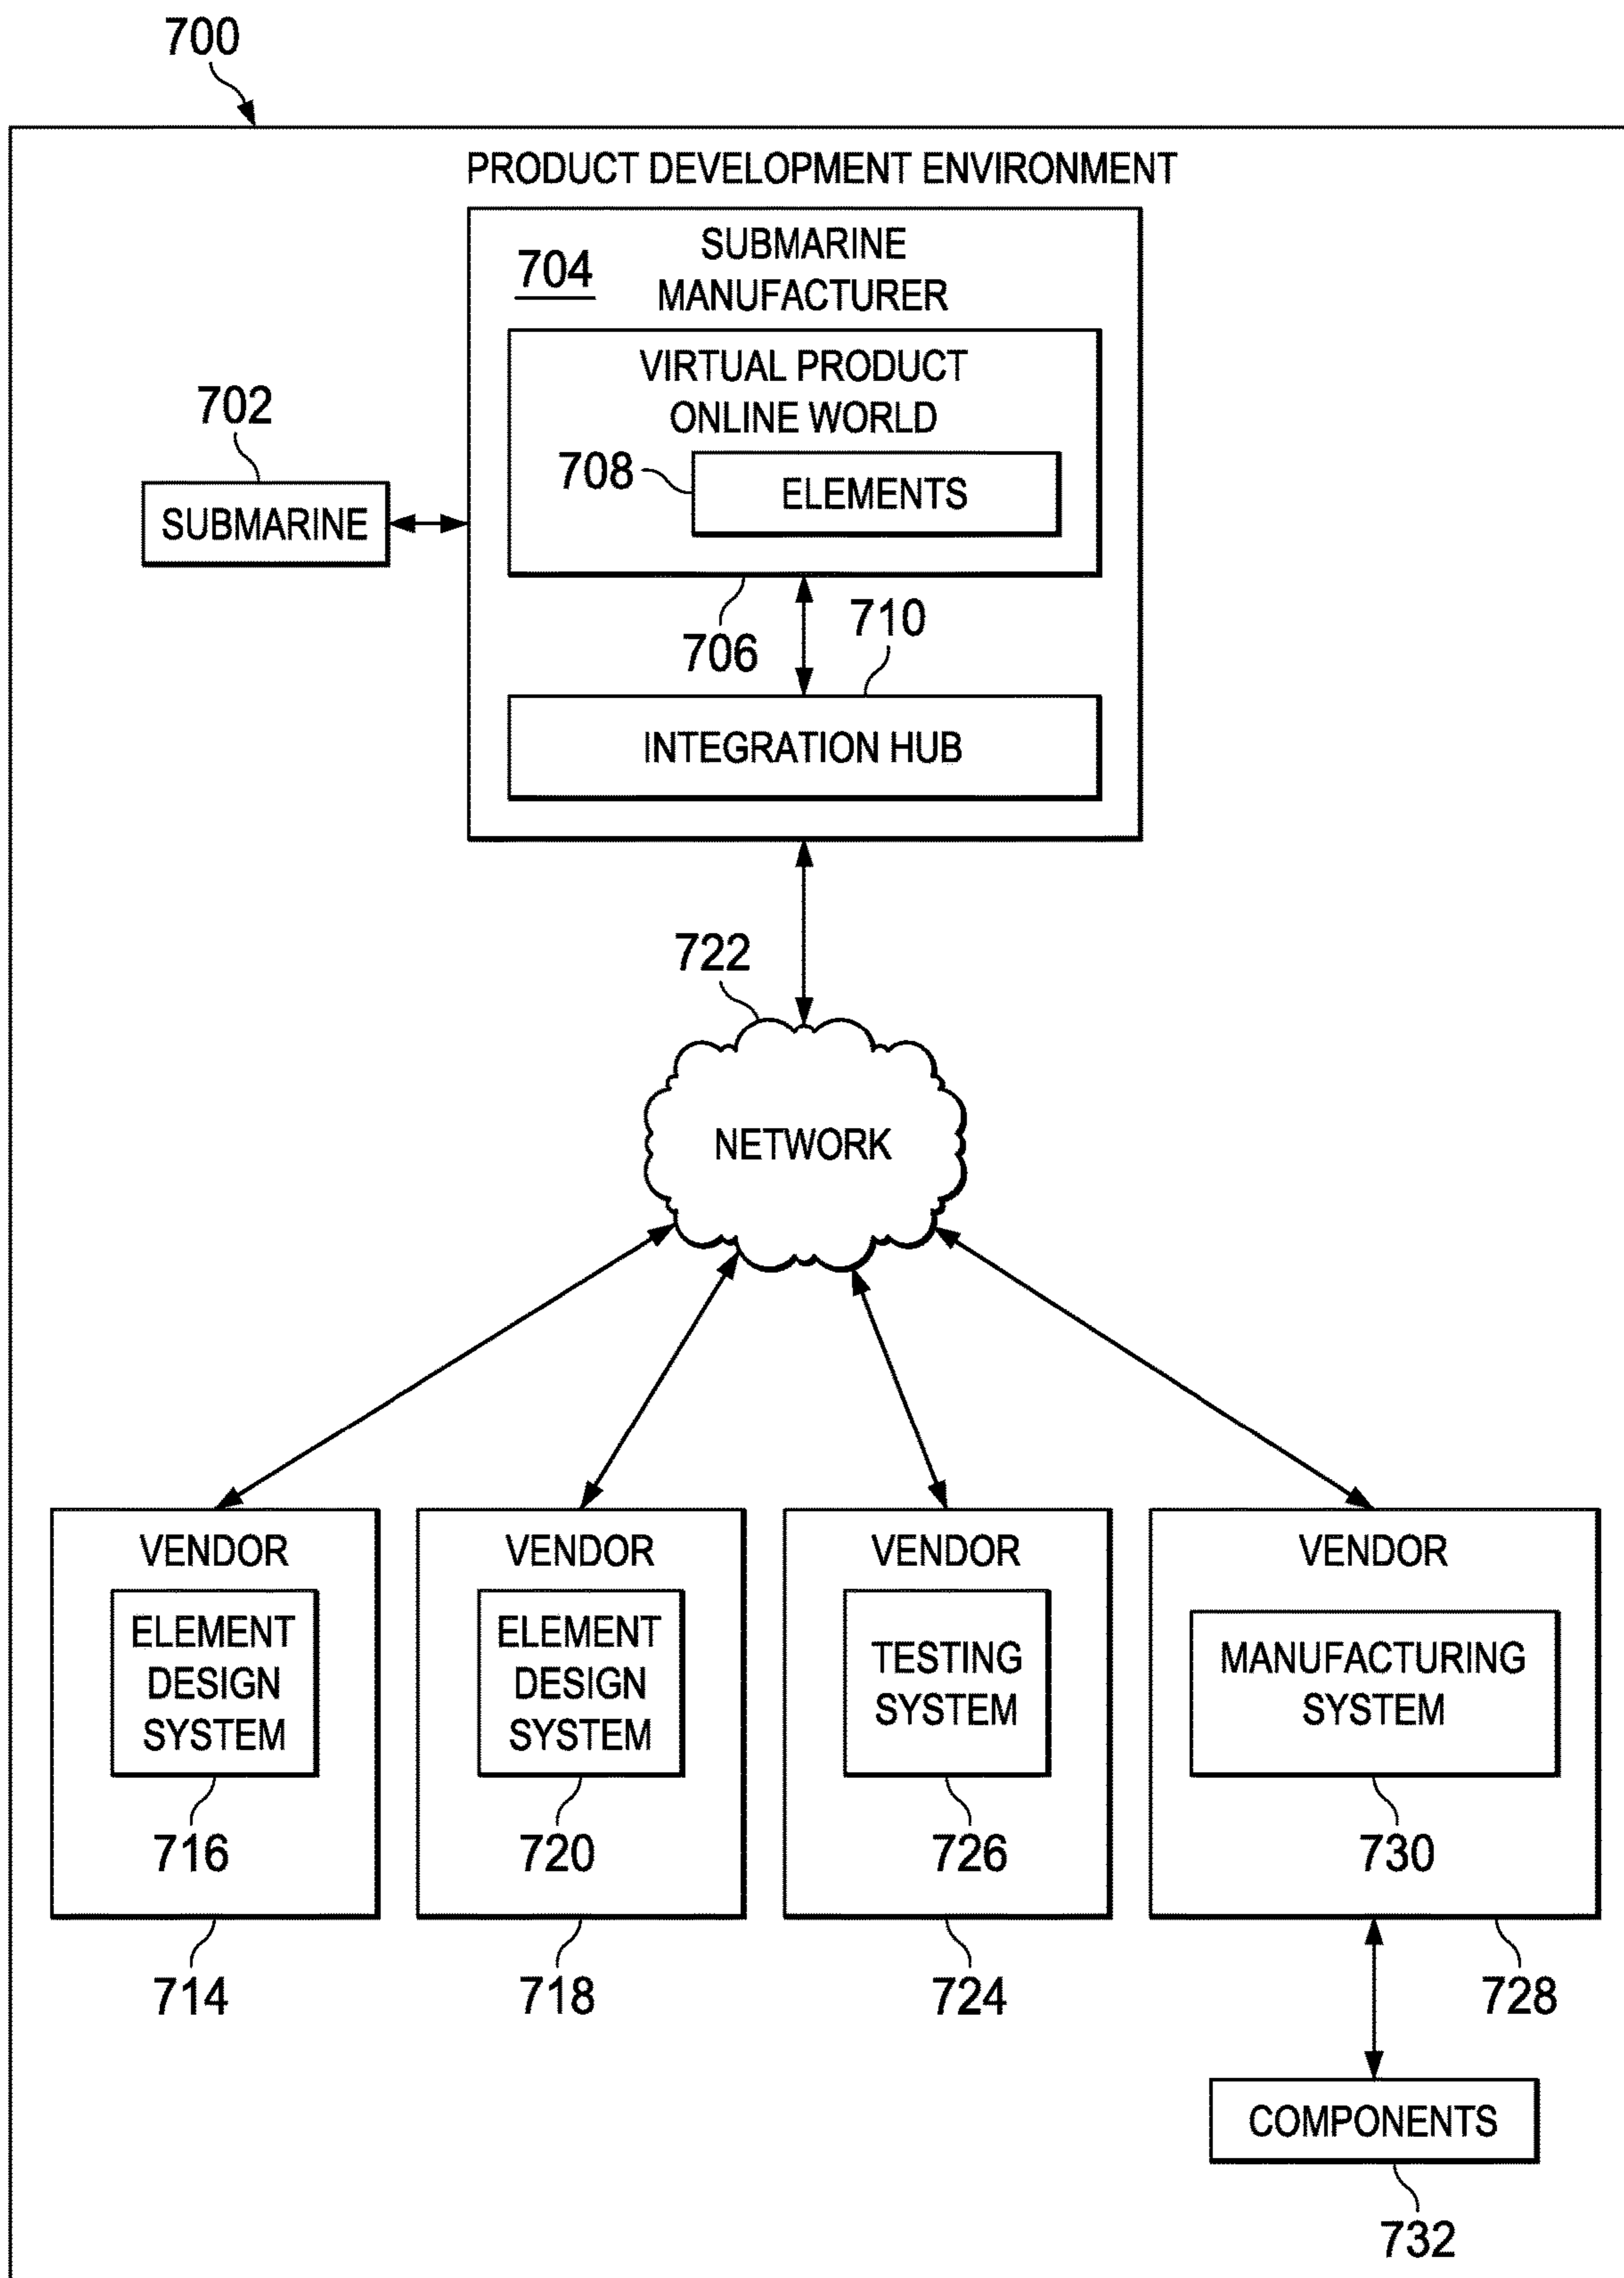 700
PRODUCT DEVELOPMENT ENVIRONMENT
704
SUBMARINE
MANUFACTURER
VIRTUAL PRODUCT
ONLINE WORLD
708
ELEMENTS
702
SUBMARINE
706
710
INTEGRATION HUB
722
NETWORK
VENDOR
ELEMENT
DESIGN
SYSTEM
716
714
VENDOR
ELEMENT
DESIGN
SYSTEM
720
718
VENDOR
TESTING
SYSTEM
726
724
VENDOR
MANUFACTURING
SYSTEM
730
728
COMPONENTS
732